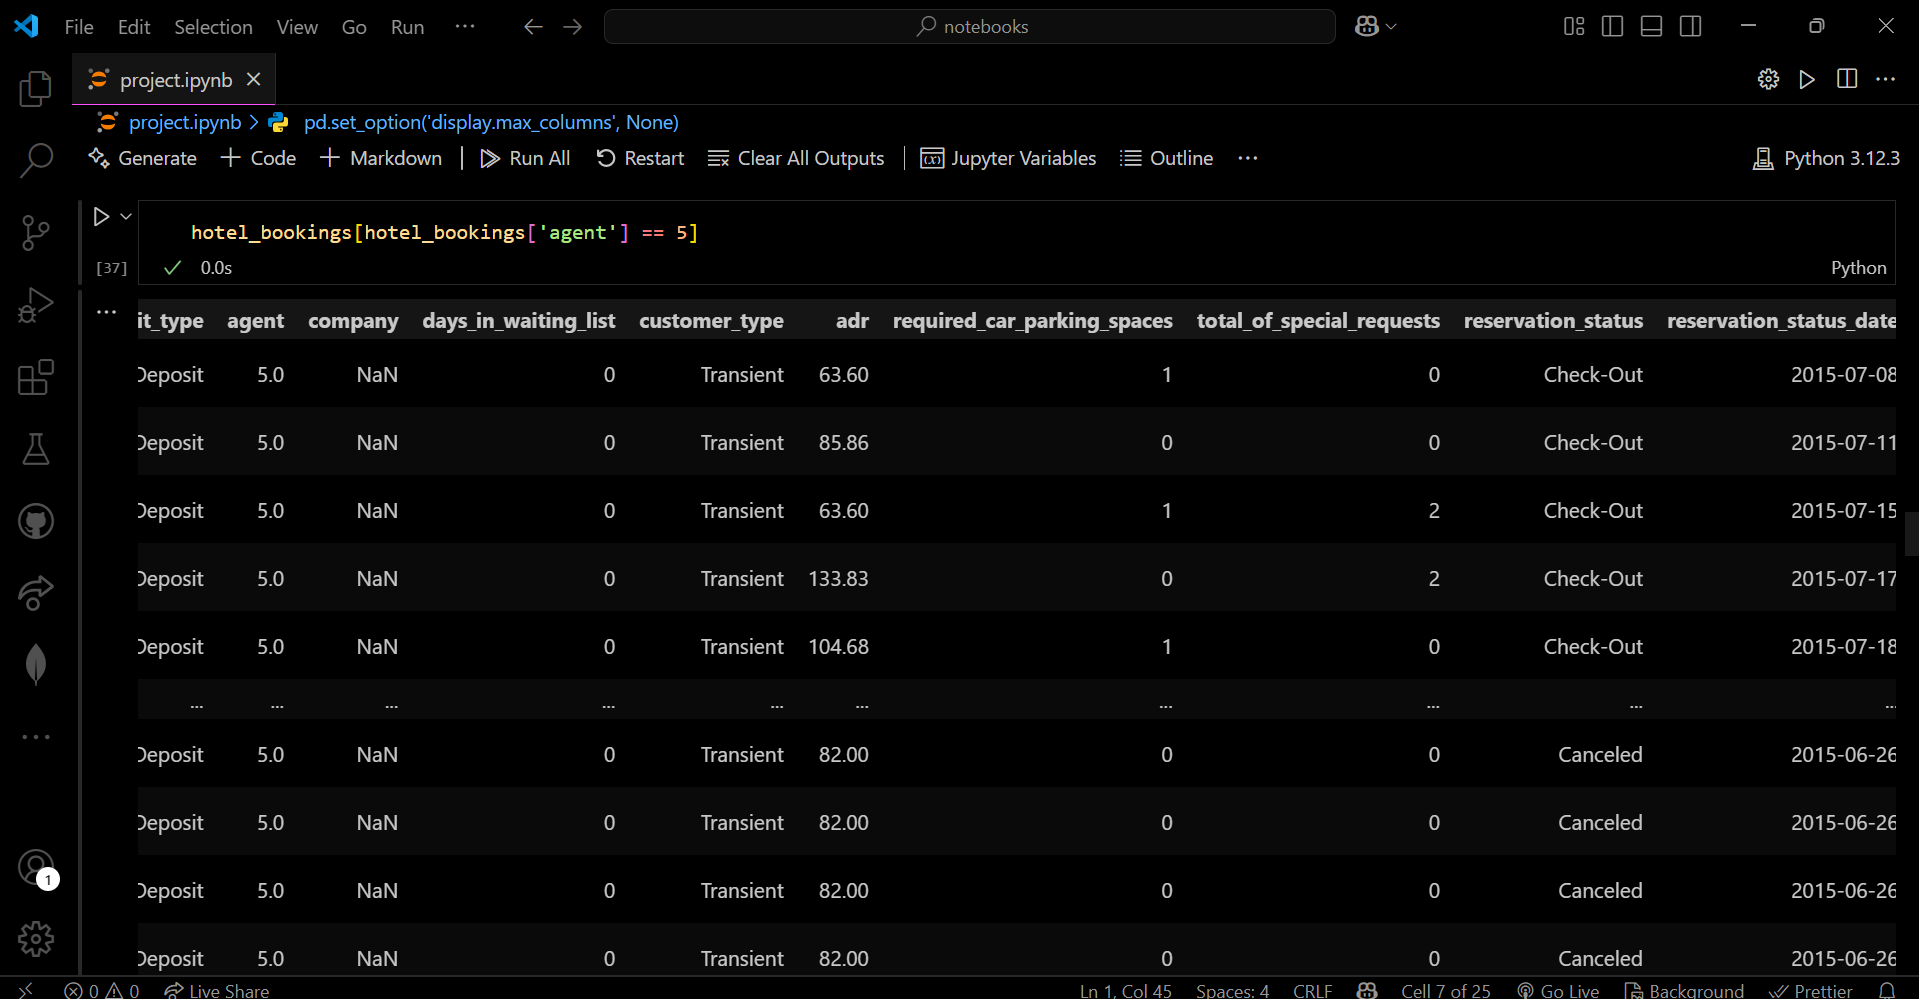 File Edit Selection View Go Run ··· notebooks
project.ipynb
project.ipynb > pd.set_option('display.max_columns', None)
Generate + Code + Markdown Run All Restart Clear All Outputs Jupyter Variables Outline ··· Python 3.12.3
hotel_bookings[hotel_bookings['agent'] == 5]
[37] 0.0s Python
it_type agent company days_in_waiting_list customer_type adr required_car_parking_spaces total_of_special_requests reservation_status reservation_status_date
Deposit 5.0 NaN 0 Transient 63.60 1 0 Check-Out 2015-07-08
Deposit 5.0 NaN 0 Transient 85.86 0 0 Check-Out 2015-07-11
Deposit 5.0 NaN 0 Transient 63.60 1 2 Check-Out 2015-07-15
Deposit 5.0 NaN 0 Transient 133.83 0 2 Check-Out 2015-07-17
Deposit 5.0 NaN 0 Transient 104.68 1 0 Check-Out 2015-07-18
... ... ... ... ... ... ... ... ... ...
Deposit 5.0 NaN 0 Transient 82.00 0 0 Canceled 2015-06-26
Deposit 5.0 NaN 0 Transient 82.00 0 0 Canceled 2015-06-26
1
Deposit 5.0 NaN 0 Transient 82.00 0 0 Canceled 2015-06-26
Deposit 5.0 NaN 0 Transient 82.00 0 0 Canceled 2015-06-26
0 0 Live Share Ln 1, Col 45 Spaces: 4 CRLF Cell 7 of 25 Go Live Background Prettier